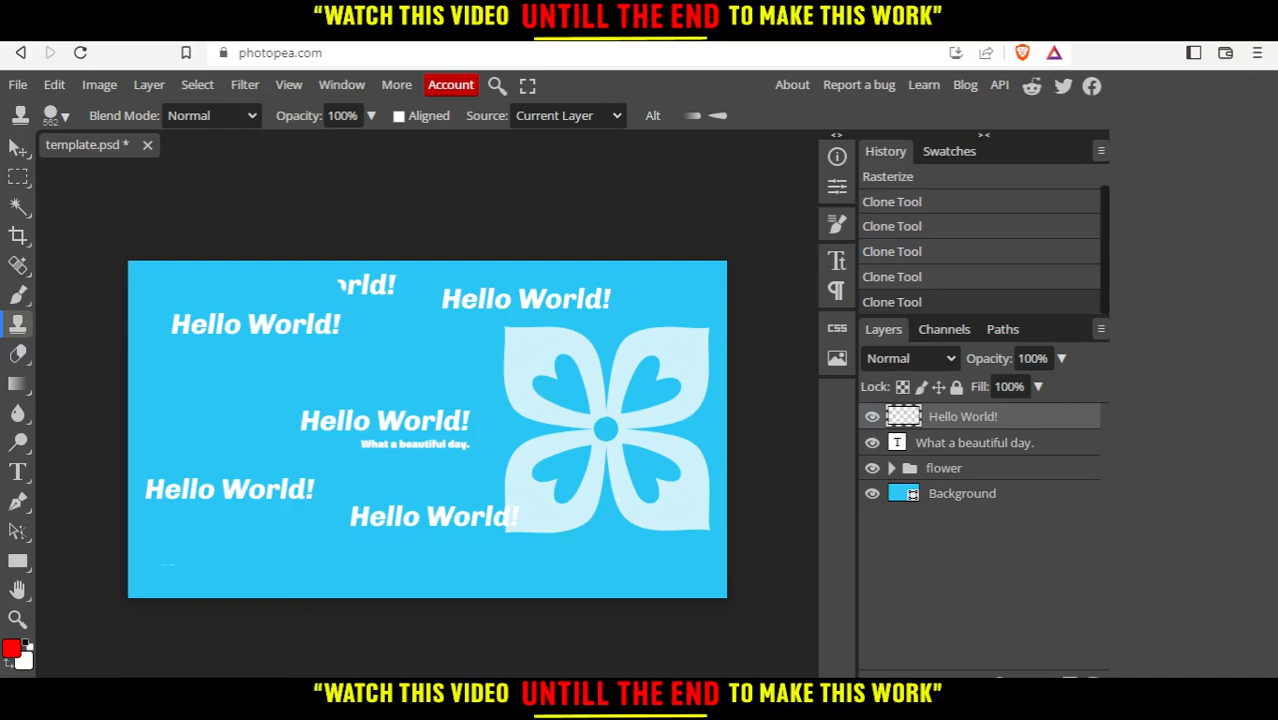 “WATCH THIS VIDEO UNTILL THE END TO MAKE THIS WORK”
photopea.com
File Edit Image Layer Select Filter View Window More Account About Report a bug Learn Blog API
562 Blend Mode: Normal Opacity: 100% Aligned Source: Current Layer Alt
template.psd *
History Swatches
Rasterize
Clone Tool
Clone Tool
Clone Tool
Clone Tool
Clone Tool
orld!
Hello World!
Hello World!
Hello World!
What a beautiful day.
Hello World!
Hello World!
CSS
Layers Channels Paths
Normal Opacity: 100%
Lock: Fill: 100%
Hello World!
T What a beautiful day.
flower
Background
“WATCH THIS VIDEO UNTILL THE END TO MAKE THIS WORK”